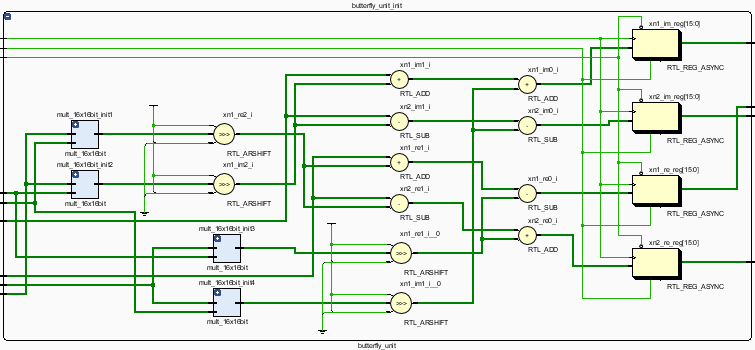 butterfly_unit_init
xn1_im_reg[15:0]
RTL_REG_ASYNC
xn1_im1_i
+
RTL_ADD
xn1_im0_i
+
RTL_ADD
xn2_im_reg[15:0]
RTL_REG_ASYNC
xn2_im1_i
-
RTL_SUB
xn2_im0_i
-
RTL_SUB
mult_16x16bit_init1
mult_16x16bit
xn1_re2_i
>>>
RTL_ARSHIFT
xn1_re1_i
+
RTL_ADD
mult_16x16bit_init2
mult_16x16bit
xn1_im2_i
>>>
RTL_ARSHIFT
xn2_re1_i
-
RTL_SUB
xn1_re0_i
-
RTL_SUB
xn1_re_reg[15:0]
RTL_REG_ASYNC
mult_16x16bit_init3
mult_16x16bit
xn1_re1_i__0
>>>
RTL_ARSHIFT
xn2_re0_i
+
RTL_ADD
xn2_re_reg[15:0]
RTL_REG_ASYNC
mult_16x16bit_init4
mult_16x16bit
xn1_im1_i__0
>>>
RTL_ARSHIFT
butterfly_unit